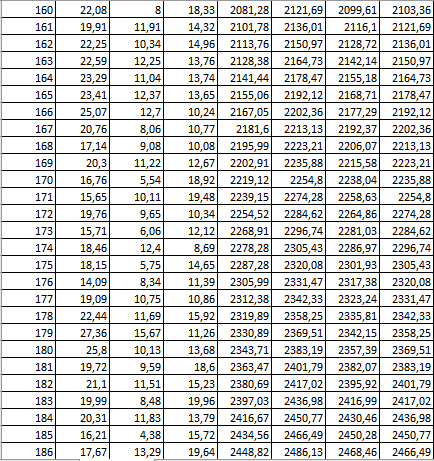 160 22,08 8 18,33 2081,28 2121,69 2099,61 2103,36
161 19,91 11,91 14,32 2101,78 2136,01 2116,1 2121,69
162 22,25 10,34 14,96 2113,76 2150,97 2128,72 2136,01
163 22,59 12,25 13,76 2128,38 2164,73 2142,14 2150,97
164 23,29 11,04 13,74 2141,44 2178,47 2155,18 2164,73
165 23,41 12,37 13,65 2155,06 2192,12 2168,71 2178,47
166 25,07 12,7 10,24 2167,05 2202,36 2177,29 2192,12
167 20,76 8,06 10,77 2181,6 2213,13 2192,37 2202,36
168 17,14 9,08 10,08 2195,99 2223,21 2206,07 2213,13
169 20,3 11,22 12,67 2202,91 2235,88 2215,58 2223,21
170 16,76 5,54 18,92 2219,12 2254,8 2238,04 2235,88
171 15,65 10,11 19,48 2239,15 2274,28 2258,63 2254,8
172 19,76 9,65 10,34 2254,52 2284,62 2264,86 2274,28
173 15,71 6,06 12,12 2268,91 2296,74 2281,03 2284,62
174 18,46 12,4 8,69 2278,28 2305,43 2286,97 2296,74
175 18,15 5,75 14,65 2287,28 2320,08 2301,93 2305,43
176 14,09 8,34 11,39 2305,99 2331,47 2317,38 2320,08
177 19,09 10,75 10,86 2312,38 2342,33 2323,24 2331,47
178 22,44 11,69 15,92 2319,89 2358,25 2335,81 2342,33
179 27,36 15,67 11,26 2330,89 2369,51 2342,15 2358,25
180 25,8 10,13 13,68 2343,71 2383,19 2357,39 2369,51
181 19,72 9,59 18,6 2363,47 2401,79 2382,07 2383,19
182 21,1 11,51 15,23 2380,69 2417,02 2395,92 2401,79
183 19,99 8,48 19,96 2397,03 2436,98 2416,99 2417,02
184 20,31 11,83 13,79 2416,67 2450,77 2430,46 2436,98
185 16,21 4,38 15,72 2434,56 2466,49 2450,28 2450,77
186 17,67 13,29 19,64 2448,82 2486,13 2468,46 2466,49